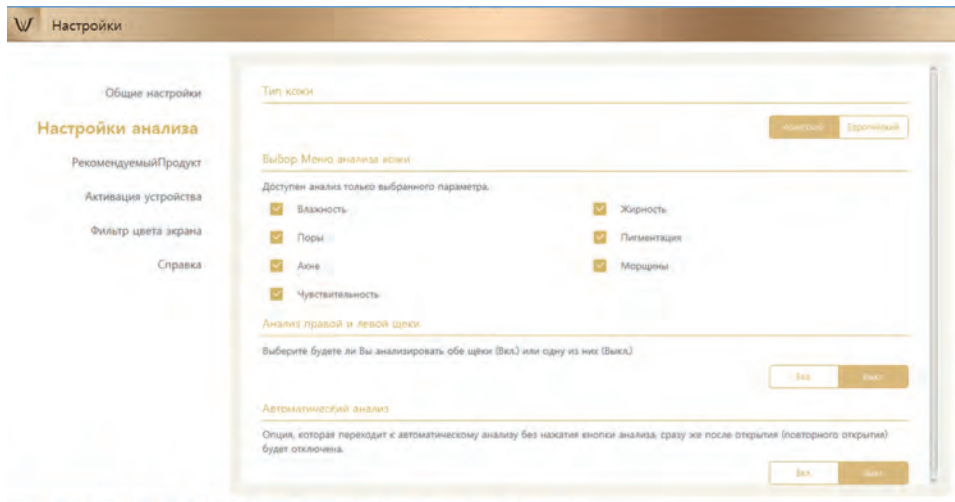 Настройки
Общие настройки
Настройки анализа
РекомендуемыйПродукт
Активация устройства
Фильтр цвета экрана
Справка
Тип кожи
Азиатский Европейский
Выбор Меню анализа кожи
Доступен анализ только выбранного параметра.
Влажность
Жирность
Поры
Пигментация
Акне
Морщины
Чувствительность
Анализ правой и левой щеки
Выберите будете ли Вы анализировать обе щёки (Вкл.) или одну из них (Выкл.)
Вкл. Выкл.
Автоматический анализ
Опция, которая переходит к автоматическому анализу без нажатия кнопки анализа, сразу же после открытия (повторного открытия)
будет отключена.
Вкл. Выкл.